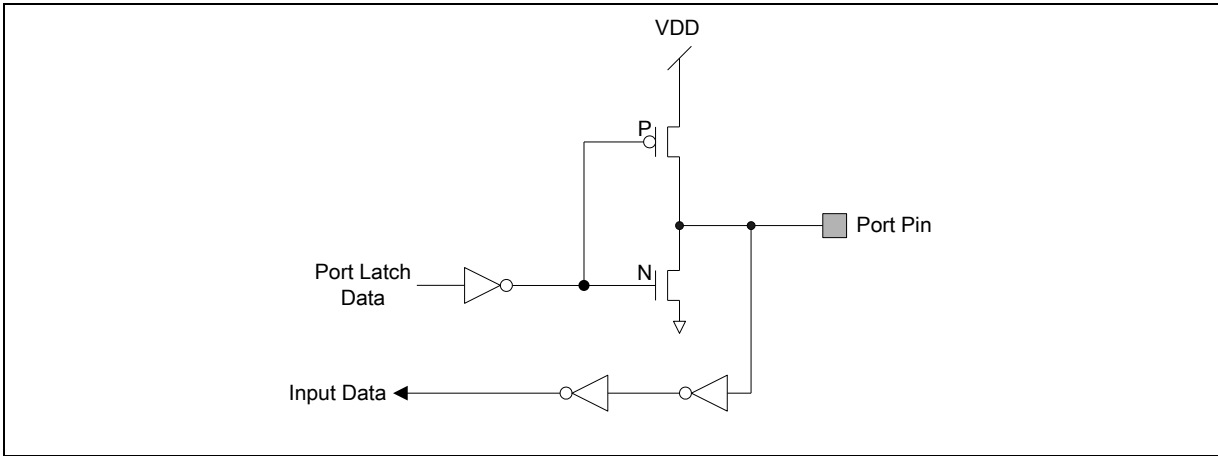 VDD
P
Port Pin
N
Port Latch
Data
Input Data